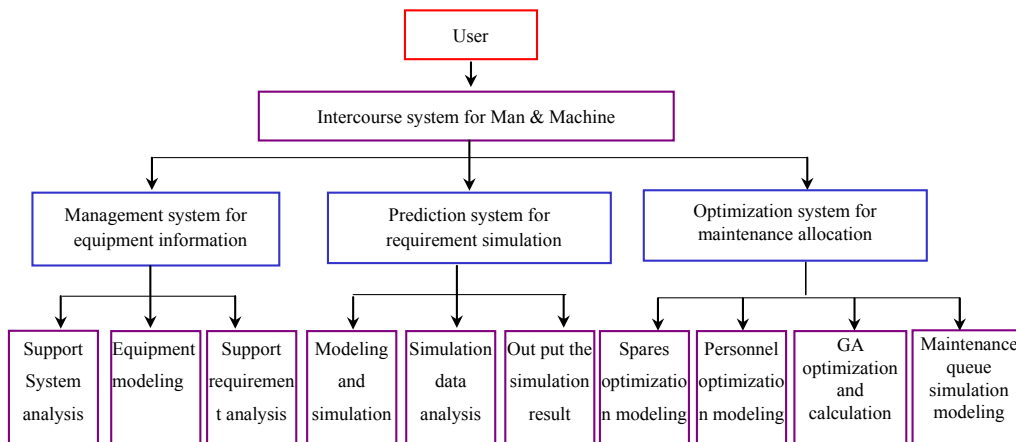 User
Intercourse system for Man & Machine
Management system for
equipment information
Prediction system for
requirement simulation
Optimization system for
maintenance allocation
Support
System
analysis
Equipment
modeling
Support
requiremen
t analysis
Modeling
and
simulation
Simulation
data
analysis
Out put the
simulation
result
Spares
optimizatio
n modeling
Personnel
optimizatio
n modeling
GA
optimization
and
calculation
Maintenance
queue
simulation
modeling